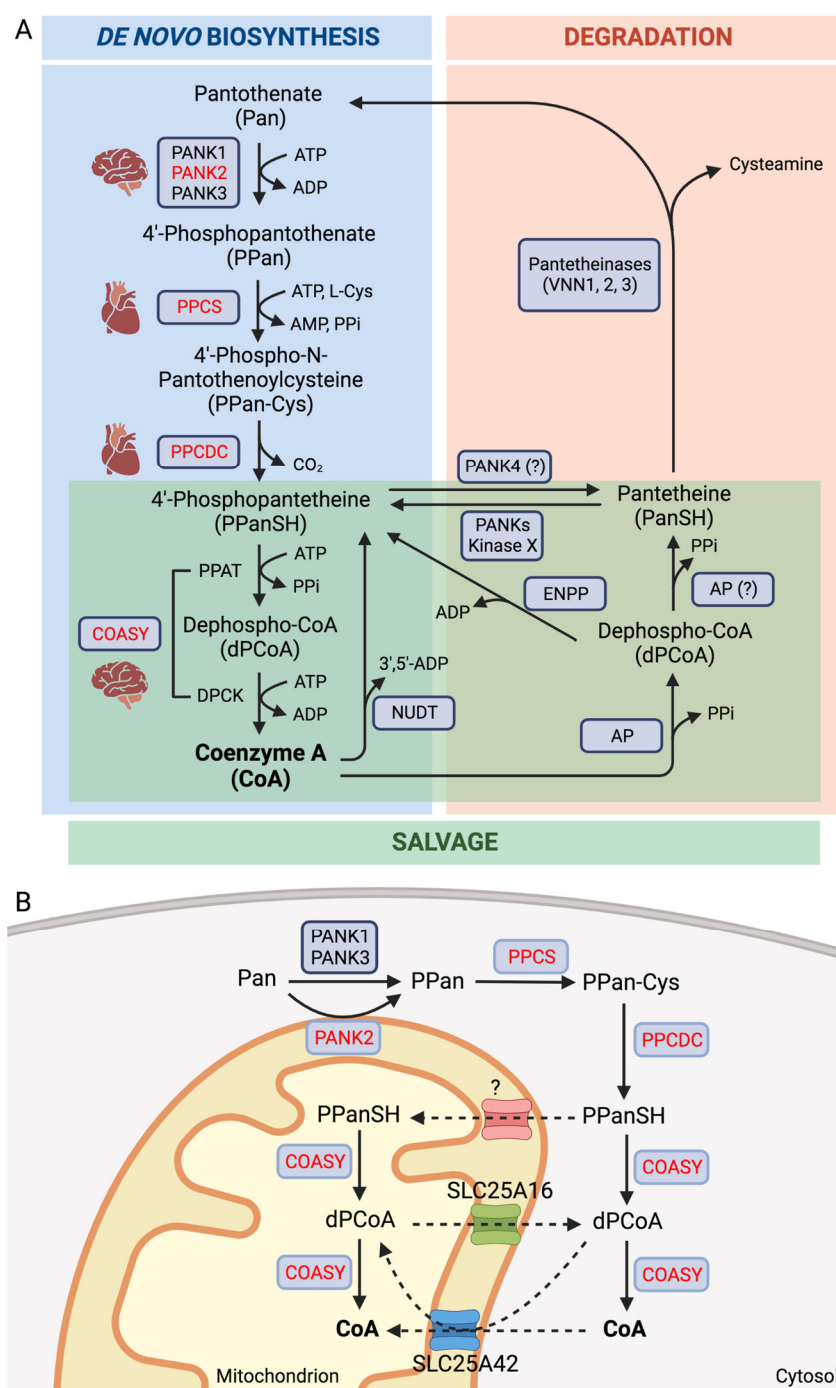 A
DE NOVO BIOSYNTHESIS
DEGRADATION
Pantothenate
(Pan)
PANK1
PANK2
PANK3
ATP
ADP
Cysteamine
4'-Phosphopantothenate
(PPan)
Pantetheinases
(VNN1, 2, 3)
PPCS
ATP, L-Cys
AMP, PPi
4'-Phospho-N-
Pantothenoylcysteine
(PPan-Cys)
PPCDC
CO₂
PANK4 (?)
4'-Phosphopantetheine
(PPanSH)
Pantetheine
(PanSH)
PANKs
Kinase X
PPAT
ATP
PPi
PPi
AP (?)
ENPP
ADP
COASY
Dephospho-CoA
(dPCoA)
Dephospho-CoA
(dPCoA)
DPCK
ATP
ADP
3',5'-ADP
NUDT
PPi
AP
Coenzyme A
(CoA)
SALVAGE
B
PANK1
PANK3
Pan
PPan
PPCS
PPan-Cys
PANK2
PPCDC
?
PPanSH
PPanSH
COASY
COASY
SLC25A16
dPCoA
dPCoA
COASY
COASY
CoA
CoA
SLC25A42
Mitochondrion
Cytosol